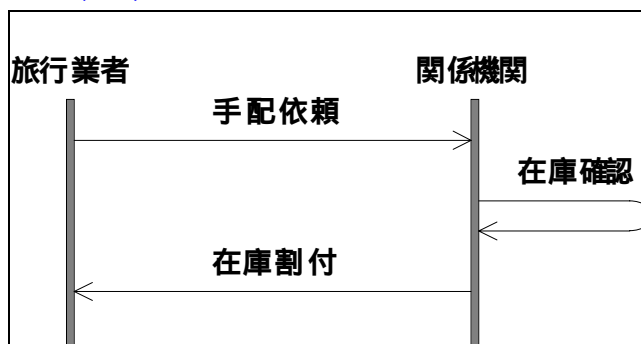 旅行業者
関係機関
手配依頼
在庫確認
在庫割付